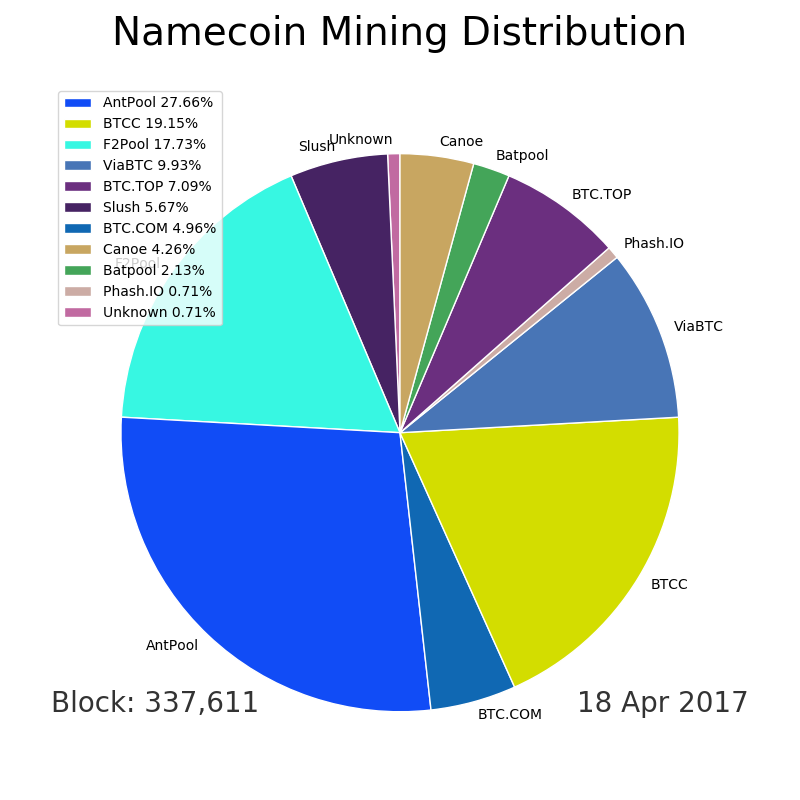 Namecoin Mining Distribution
AntPool 27.66%
BTCC 19.15%
F2Pool 17.73%
ViaBTC 9.93%
BTC.TOP 7.09%
Slush 5.67%
BTC.COM 4.96%
Canoe 4.26%
Batpool 2.13%
Phash.IO 0.71%
Unknown 0.71%
Slush
Unknown
Canoe
Batpool
BTC.TOP
Phash.IO
F2Pool
ViaBTC
BTCC
AntPool
BTC.COM
Block: 337,611
18 Apr 2017